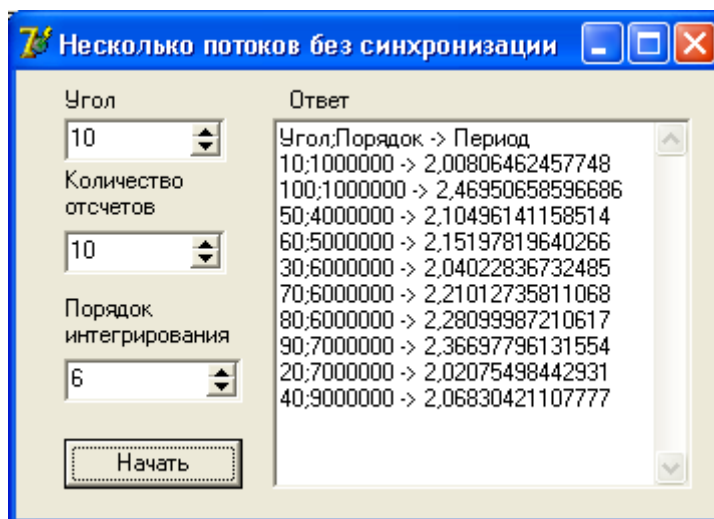 Несколько потоков без синхронизации
Угол
10
Количество
отсчетов
10
Порядок
интегрирования
6
Начать
Ответ
Угол;Порядок -> Период
10;1000000 -> 2,00806462457748
100;1000000 -> 2,46950658596686
50;4000000 -> 2,10496141158514
60;5000000 -> 2,15197819640266
30;6000000 -> 2,04022836732485
70;6000000 -> 2,21012735811068
80;6000000 -> 2,28099987210617
90;7000000 -> 2,36697796131554
20;7000000 -> 2,02075498442931
40;9000000 -> 2,06830421107777